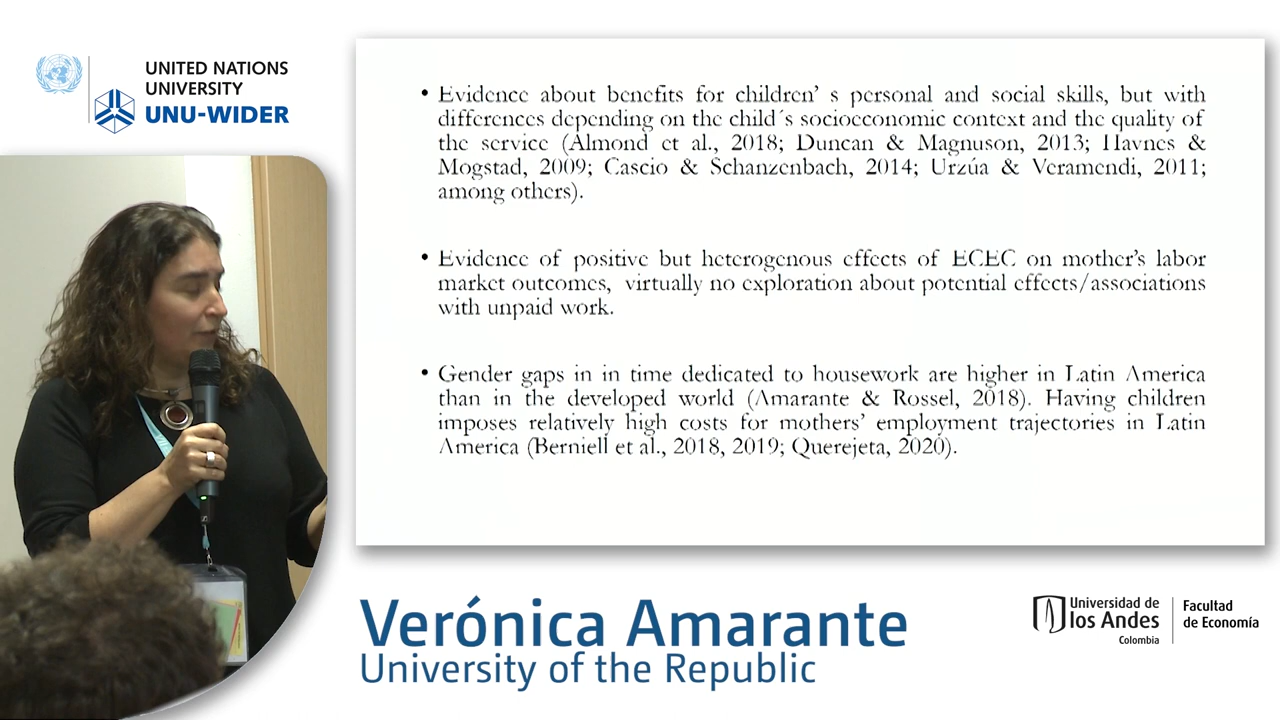 UNITED NATIONS
UNIVERSITY
UNU-WIDER
• Evidence about benefits for children’ s personal and social skills, but with
differences depending on the child´s socioeconomic context and the quality of
the service (Almond et al., 2018; Duncan & Magnuson, 2013; Havnes &
Mogstad, 2009; Cascio & Schanzenbach, 2014; Urzúa & Veramendi, 2011;
among others).
• Evidence of positive but heterogenous effects of ECEC on mother’s labor
market outcomes, virtually no exploration about potential effects/associations
with unpaid work.
• Gender gaps in in time dedicated to housework are higher in Latin America
than in the developed world (Amarante & Rossel, 2018). Having children
imposes relatively high costs for mothers’ employment trajectories in Latin
America (Berniell et al., 2018, 2019; Querejeta, 2020).
Verónica Amarante
University of the Republic
Universidad de
los Andes
Colombia
Facultad
de Economía